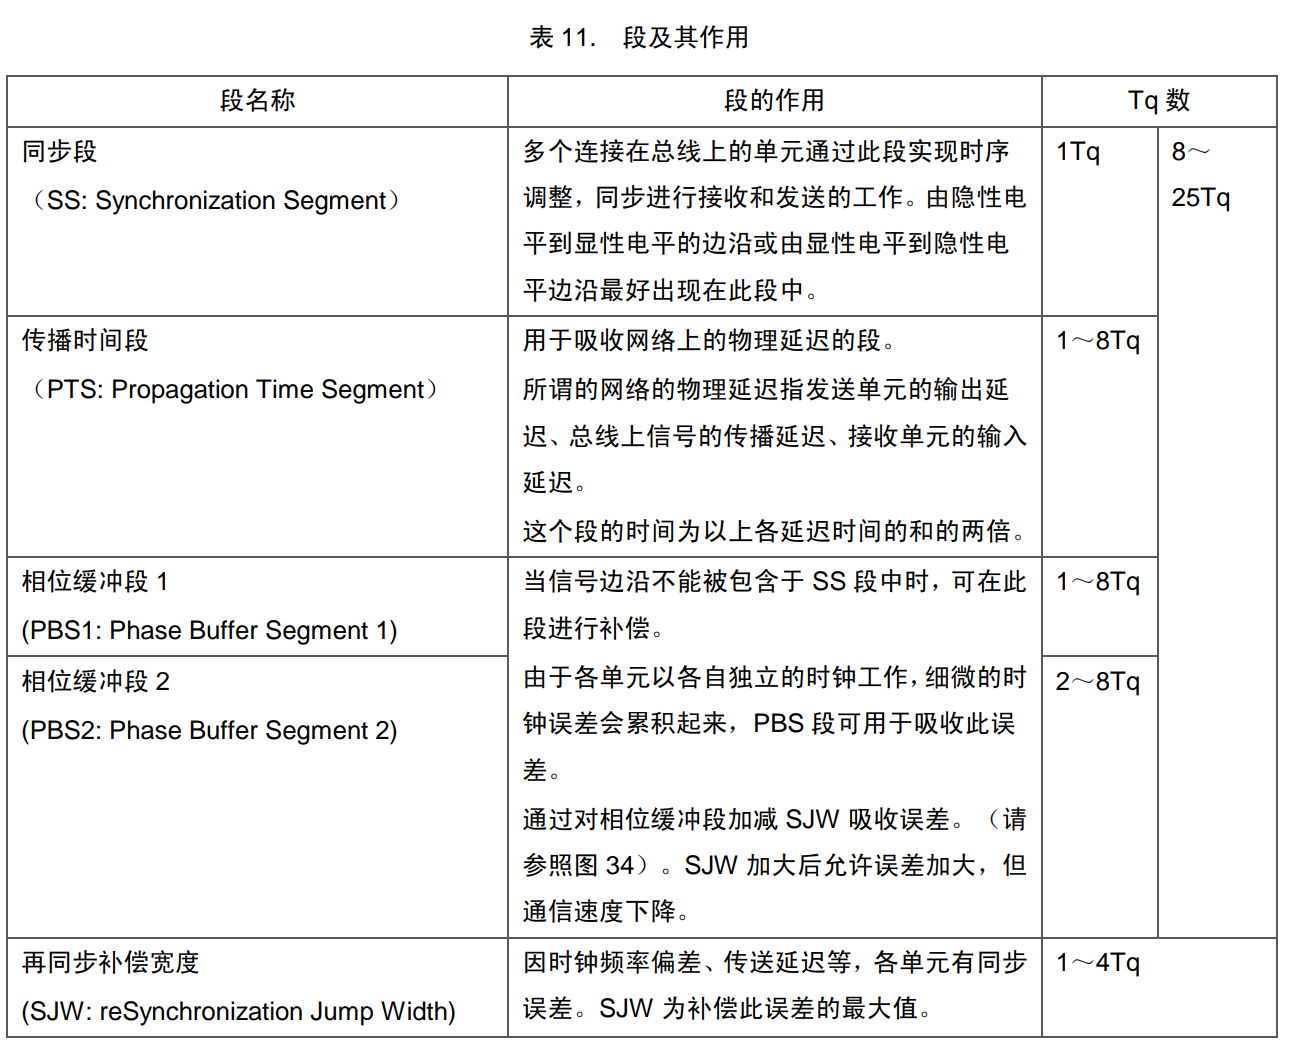 表 11. 段及其作用
段名称
段的作用
Tq 数
同步段
（SS: Synchronization Segment）
多个连接在总线上的单元通过此段实现时序
调整，同步进行接收和发送的工作。由隐性电
平到显性电平的边沿或由显性电平到隐性电
平边沿最好出现在此段中。
1Tq
8～
25Tq
传播时间段
（PTS: Propagation Time Segment）
用于吸收网络上的物理延迟的段。
所谓的网络的物理延迟指发送单元的输出延
迟、总线上信号的传播延迟、接收单元的输入
延迟。
这个段的时间为以上各延迟时间的和的两倍。
1～8Tq
相位缓冲段 1
(PBS1: Phase Buffer Segment 1)
当信号边沿不能被包含于 SS 段中时，可在此
段进行补偿。
1～8Tq
相位缓冲段 2
(PBS2: Phase Buffer Segment 2)
由于各单元以各自独立的时钟工作，细微的时
钟误差会累积起来，PBS 段可用于吸收此误
差。
通过对相位缓冲段加减 SJW 吸收误差。（请
参照图 34）。SJW 加大后允许误差加大，但
通信速度下降。
2～8Tq
再同步补偿宽度
(SJW: reSynchronization Jump Width)
因时钟频率偏差、传送延迟等，各单元有同步
误差。SJW 为补偿此误差的最大值。
1～4Tq